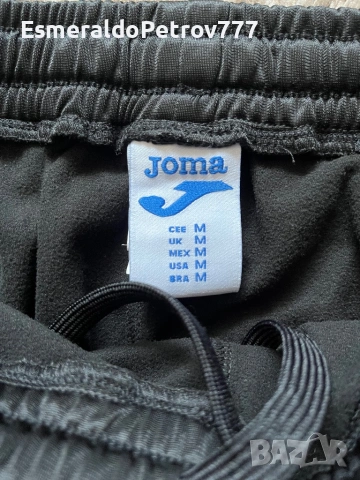 EsmeraldoPetrov777
Joma
CEE M
UK M
MEX M
USA M
BRA M
BAZAR